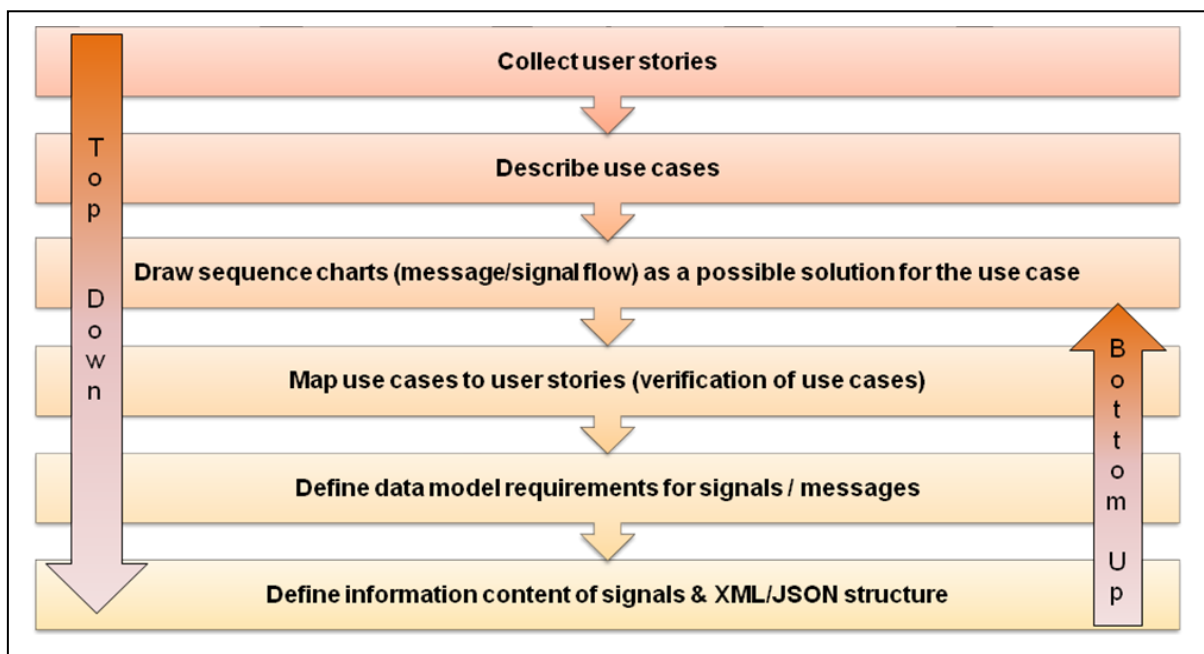 Collect user stories
Describe use cases
Draw sequence charts (message/signal flow) as a possible solution for the use case
Map use cases to user stories (verification of use cases)
Define data model requirements for signals / messages
Define information content of signals & XML/JSON structure
Top Down
Bottom Up